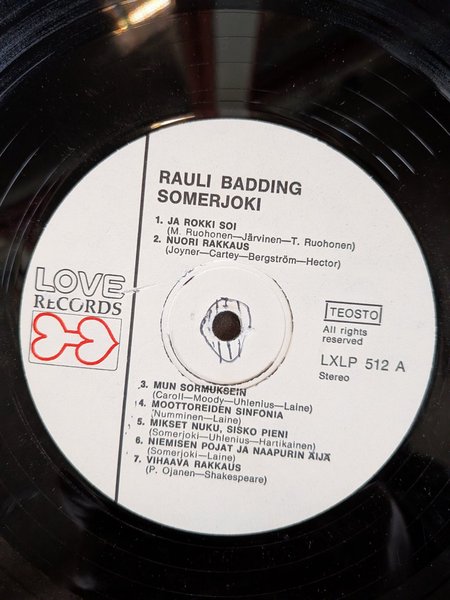 RAULI BADDING
SOMERJOKI
1. JA ROKKI SOI
(M. Ruohonen—Järvinen—T. Ruohonen)
2. NUORI RAKKAUS
(Joyner—Cartey—Bergström—Hector)
LOVE
RECORDS
TEOSTO
All rights
reserved
LXLP 512 A
Stereo
3. MUN SORMUKSEIN
(Caroll—Moody—Uhlenius—Laine)
4. MOOTTOREIDEN SINFONIA
(Numminen—Laine)
5. MIKSET NUKU, SISKO PIENI
(Somerjoki—Uhlenius—Hartikainen)
6. NIEMISEN POJAT JA NAAPURIN ÄIJÄ
(Somerjoki—Laine)
7. VIHAAVA RAKKAUS
(P. Ojanen—Shakespeare)